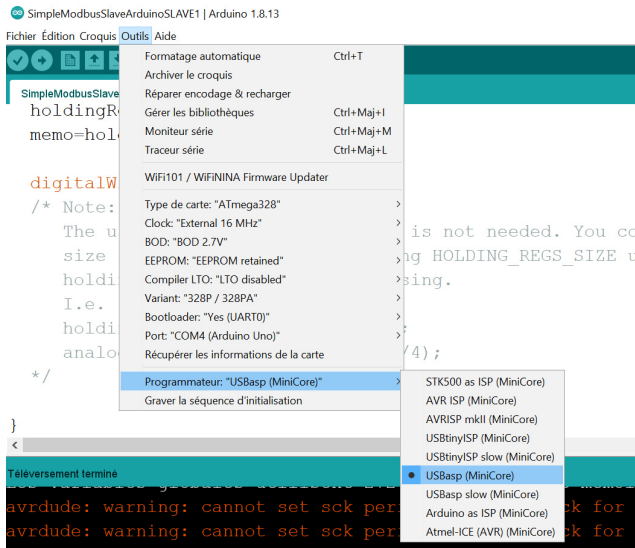 SimpleModbusSlaveArduinoSLAVE1 | Arduino 1.8.13
Fichier Édition Croquis Outils Aide
Formatage automatique Ctrl+T
Archiver le croquis
Réparer encodage & recharger
Gérer les bibliothèques Ctrl+Maj+I
Moniteur série Ctrl+Maj+M
Traceur série Ctrl+Maj+L
WiFi101 / WiFiNINA Firmware Updater
Type de carte: "ATmega328"
Clock: "External 16 MHz"
BOD: "BOD 2.7V"
EEPROM: "EEPROM retained"
Compiler LTO: "LTO disabled"
Variant: "328P / 328PA"
Bootloader: "Yes (UART0)"
Port: "COM4 (Arduino Uno)"
Récupérer les informations de la carte
Programmateur: "USBasp (MiniCore)"
Graver la séquence d'initialisation
STK500 as ISP (MiniCore)
AVR ISP (MiniCore)
AVRISP mkII (MiniCore)
USBtinyISP (MiniCore)
USBtinyISP slow (MiniCore)
USBasp (MiniCore)
USBasp slow (MiniCore)
Arduino as ISP (MiniCore)
Atmel-ICE (AVR) (MiniCore)
SimpleModbusSlave
holdingR
memo=hol
digitalW
/* Note:
The u is not needed. You co
size ng HOLDING_REGS_SIZE u
holdin sing.
I.e.
holdin ;
analo /4);
*/
}
Téléversement terminé
avrdude: warning: cannot set sck per ck for
avrdude: warning: cannot set sck per ck for